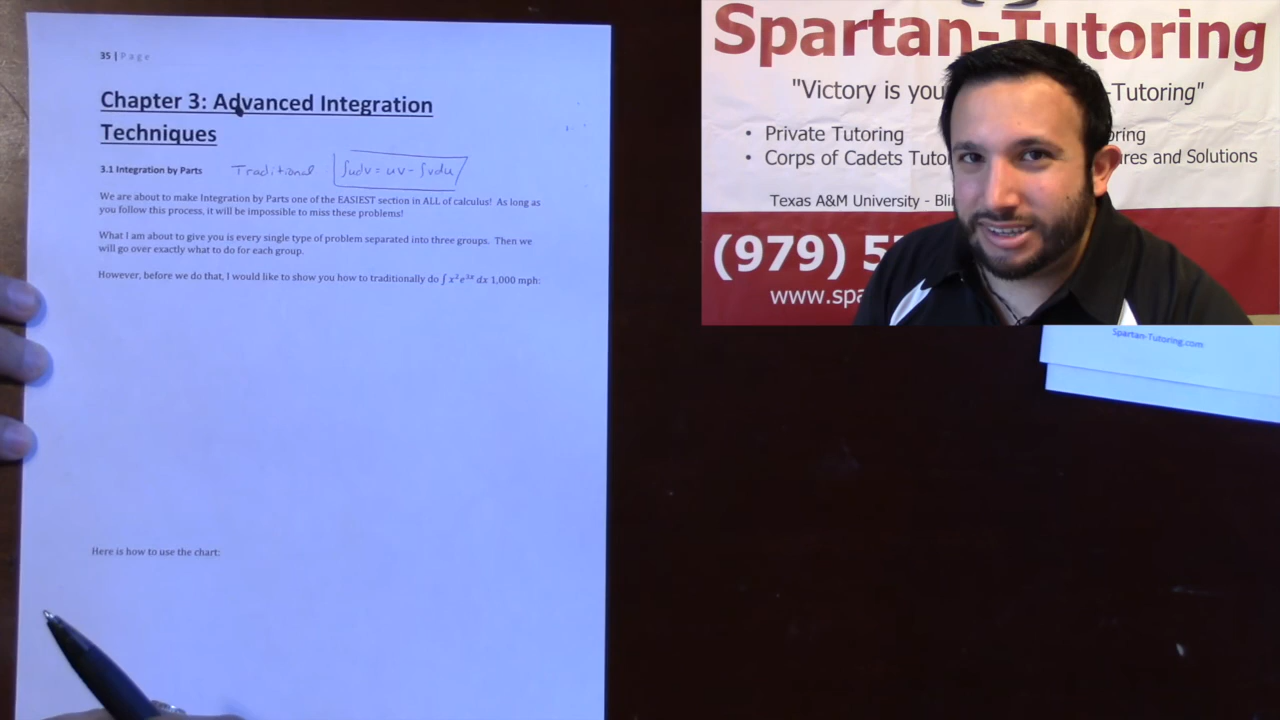 35 | Page
Chapter 3: Advanced Integration
Techniques
3.1 Integration by Parts Traditional ∫udv = uv - ∫vdu
We are about to make Integration by Parts one of the EASIEST section in ALL of calculus! As long as
you follow this process, it will be impossible to miss these problems!
What I am about to give you is every single type of problem separated into three groups. Then we
will go over exactly what to do for each group.
However, before we do that, I would like to show you how to traditionally do ∫ x²e³ˣ dx 1,000 mph:
Here is how to use the chart:
Spartan-Tutoring
"Victory is you -Tutoring"
• Private Tutoring
• Corps of Cadets and Solutions
Texas A&M University -
(979) 5
www.spa
Spartan-Tutoring.com